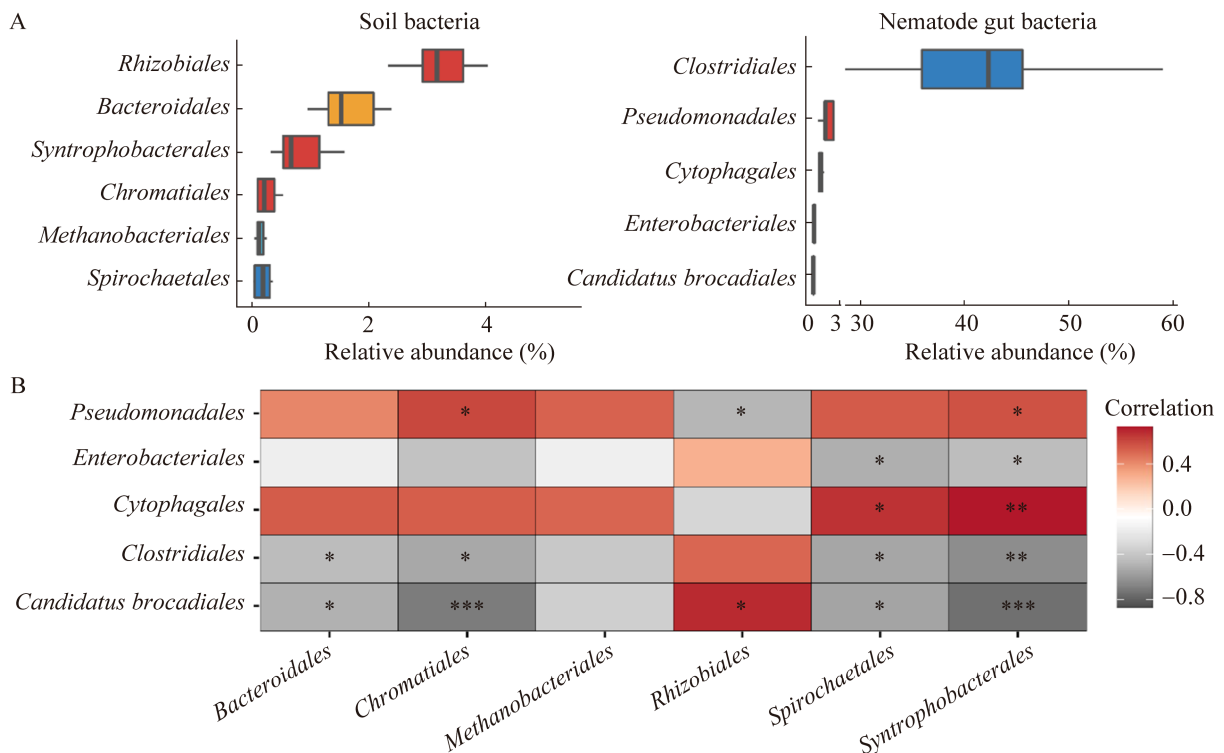 A
Soil bacteria
Rhizobiales
Bacteroidales
Syntrophobacterales
Chromatiales
Methanobacteriales
Spirochaetales
0 2 4
Relative abundance (%)
Nematode gut bacteria
Clostridiales
Pseudomonadales
Cytophagales
Enterobacteriales
Candidatus brocadiales
0 3 30 40 50 60
Relative abundance (%)
B
Pseudomonadales * * *
Enterobacteriales * *
Cytophagales * **
Clostridiales * * * **
Candidatus brocadiales * *** * * ***
Bacteroidales
Chromatiales
Methanobacteriales
Rhizobiales
Spirochaetales
Syntrophobacterales
Correlation
0.4
0.0
−0.4
−0.8